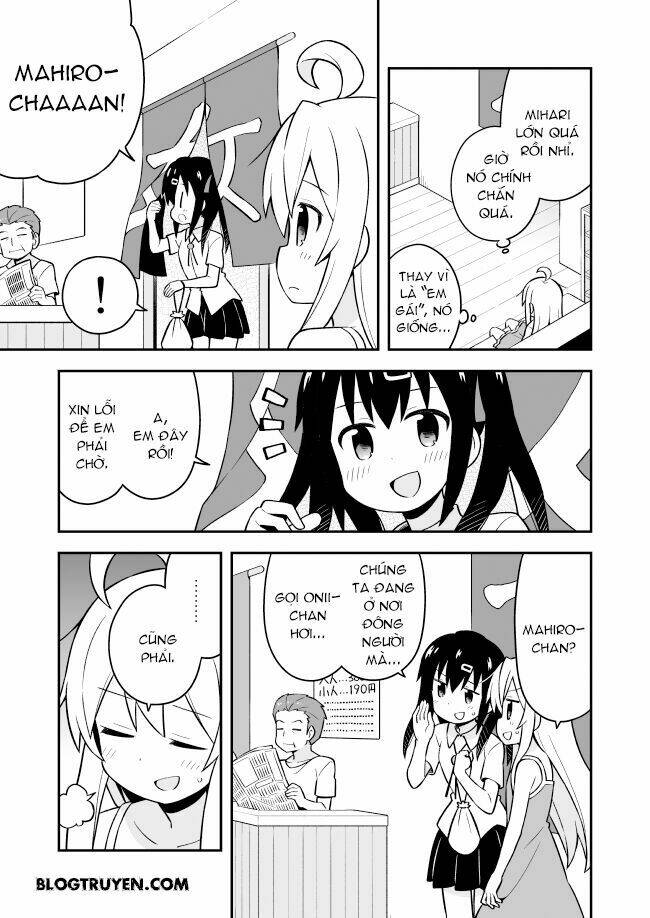 MIHARI
LỚN QUÁ
RỒI NHỈ.
GIỜ
NÓ CHÍNH
CHẮN
QUÁ.
THAY VÌ
LÀ “EM
GÁI”, NÓ
GIỐNG...
MAHIRO-
CHAAAAN!
!
A,
EM ĐÂY
RỒI!
XIN LỖI
ĐỂ EM
PHẢI
CHỜ.
MAHIRO-
CHAN?
CHÚNG
TA ĐANG
Ở NƠI
ĐÔNG
NGƯỜI
MÀ...
GỌI ONII-
CHAN
HƠI...
小人...190円
.........
CŨNG
PHẢI.
BLOGTRUYEN.COM